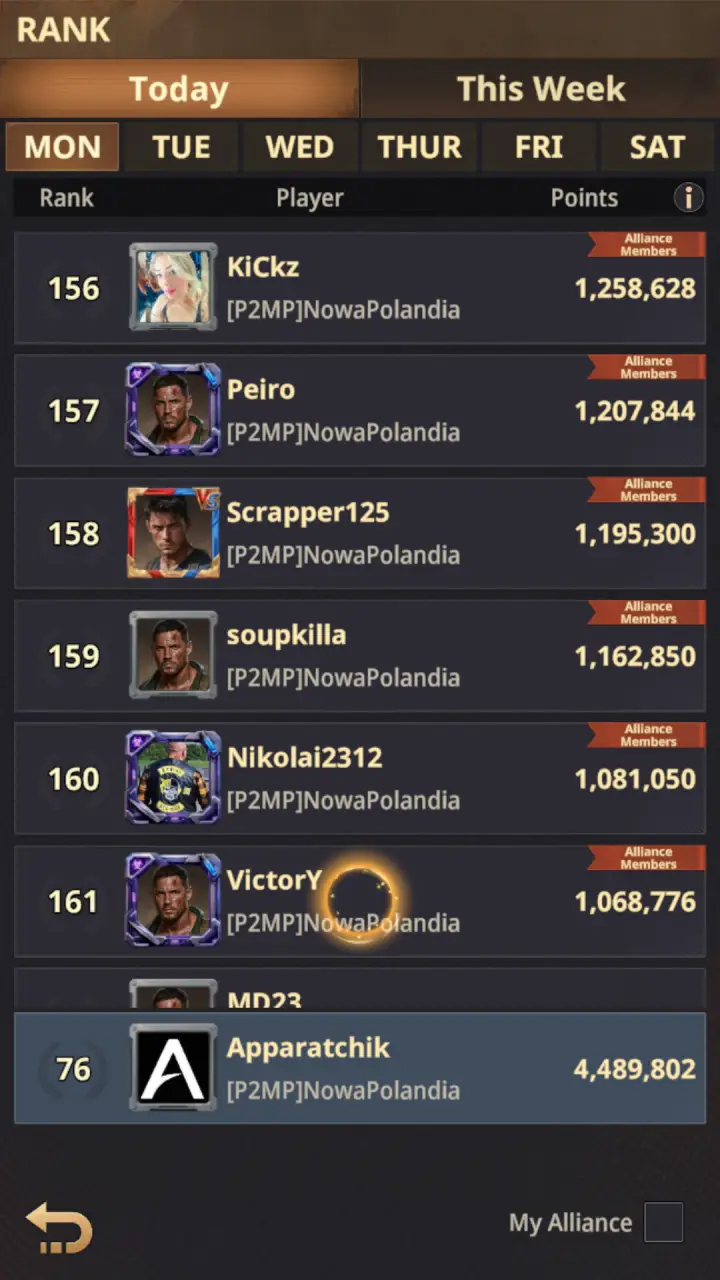 RANK
Today
This Week
MON
TUE
WED
THUR
FRI
SAT
Rank
Player
Points
i
Alliance
Members
156
KiCkz
[P2MP]NowaPolandia
1,258,628
Alliance
Members
157
Peiro
[P2MP]NowaPolandia
1,207,844
Alliance
Members
158
VS
Scrapper125
[P2MP]NowaPolandia
1,195,300
Alliance
Members
159
soupkilla
[P2MP]NowaPolandia
1,162,850
Alliance
Members
160
Nikolai2312
[P2MP]NowaPolandia
1,081,050
Alliance
Members
161
VictorY
[P2MP]NowaPolandia
1,068,776
MD23
76
A
Apparatchik
[P2MP]NowaPolandia
4,489,802
My Alliance